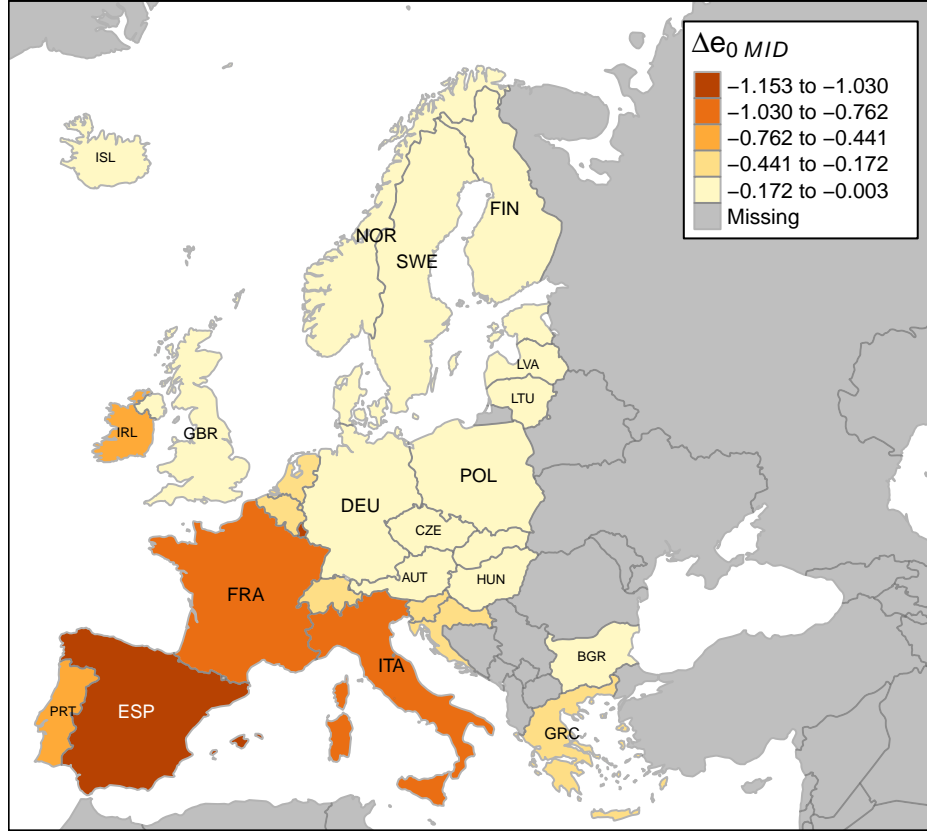 Δe₀ MID
−1.153 to −1.030
−1.030 to −0.762
−0.762 to −0.441
−0.441 to −0.172
−0.172 to −0.003
Missing
ISL
FIN
NOR
SWE
LVA
LTU
IRL
GBR
POL
DEU
CZE
AUT
HUN
FRA
BGR
ITA
PRT
ESP
GRC